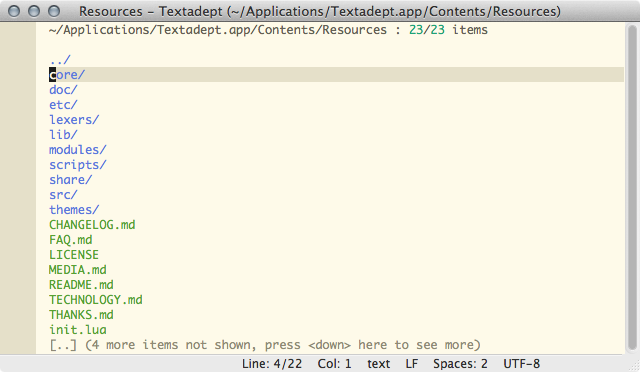 Resources – Textadept (~/Applications/Textadept.app/Contents/Resources)
~/Applications/Textadept.app/Contents/Resources : 23/23 items
../
core/
doc/
etc/
lexers/
lib/
modules/
scripts/
share/
src/
themes/
CHANGELOG.md
FAQ.md
LICENSE
MEDIA.md
README.md
TECHNOLOGY.md
THANKS.md
init.lua
[..] (4 more items not shown, press <down> here to see more)
Line: 4/22 Col: 1 text LF Spaces: 2 UTF-8